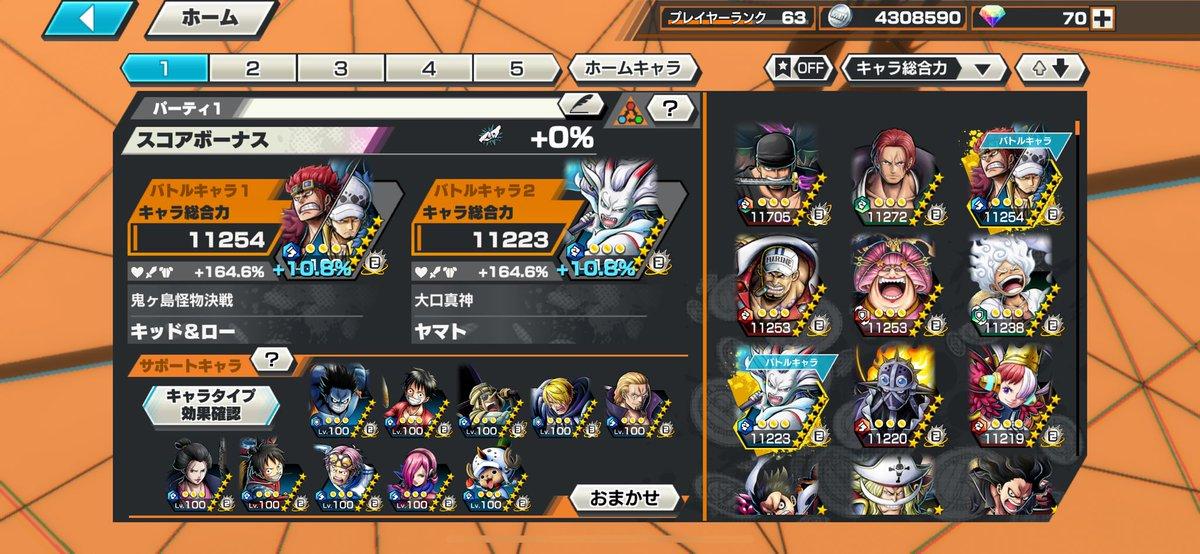 ホーム
プレイヤーランク 63
4308590
70
1
2
3
4
5
ホームキャラ
OFF
キャラ総合力
パーティ1
?
スコアボーナス
+0%
バトルキャラ1
キャラ総合力
11254
+164.6%
+10.8%
2
鬼ヶ島怪物決戦
キッド&ロー
バトルキャラ2
キャラ総合力
11223
+164.6%
+10.8%
2
大口真神
ヤマト
サポートキャラ
?
キャラタイプ
効果確認
Lv.100
Lv.100
Lv.100
Lv.100
Lv.100
Lv.100
Lv.100
Lv.100
Lv.100
Lv.100
おまかせ
11705
11272
バトルキャラ
11254
MARINE
11253
11253
11238
バトルキャラ
11223
11220
11219